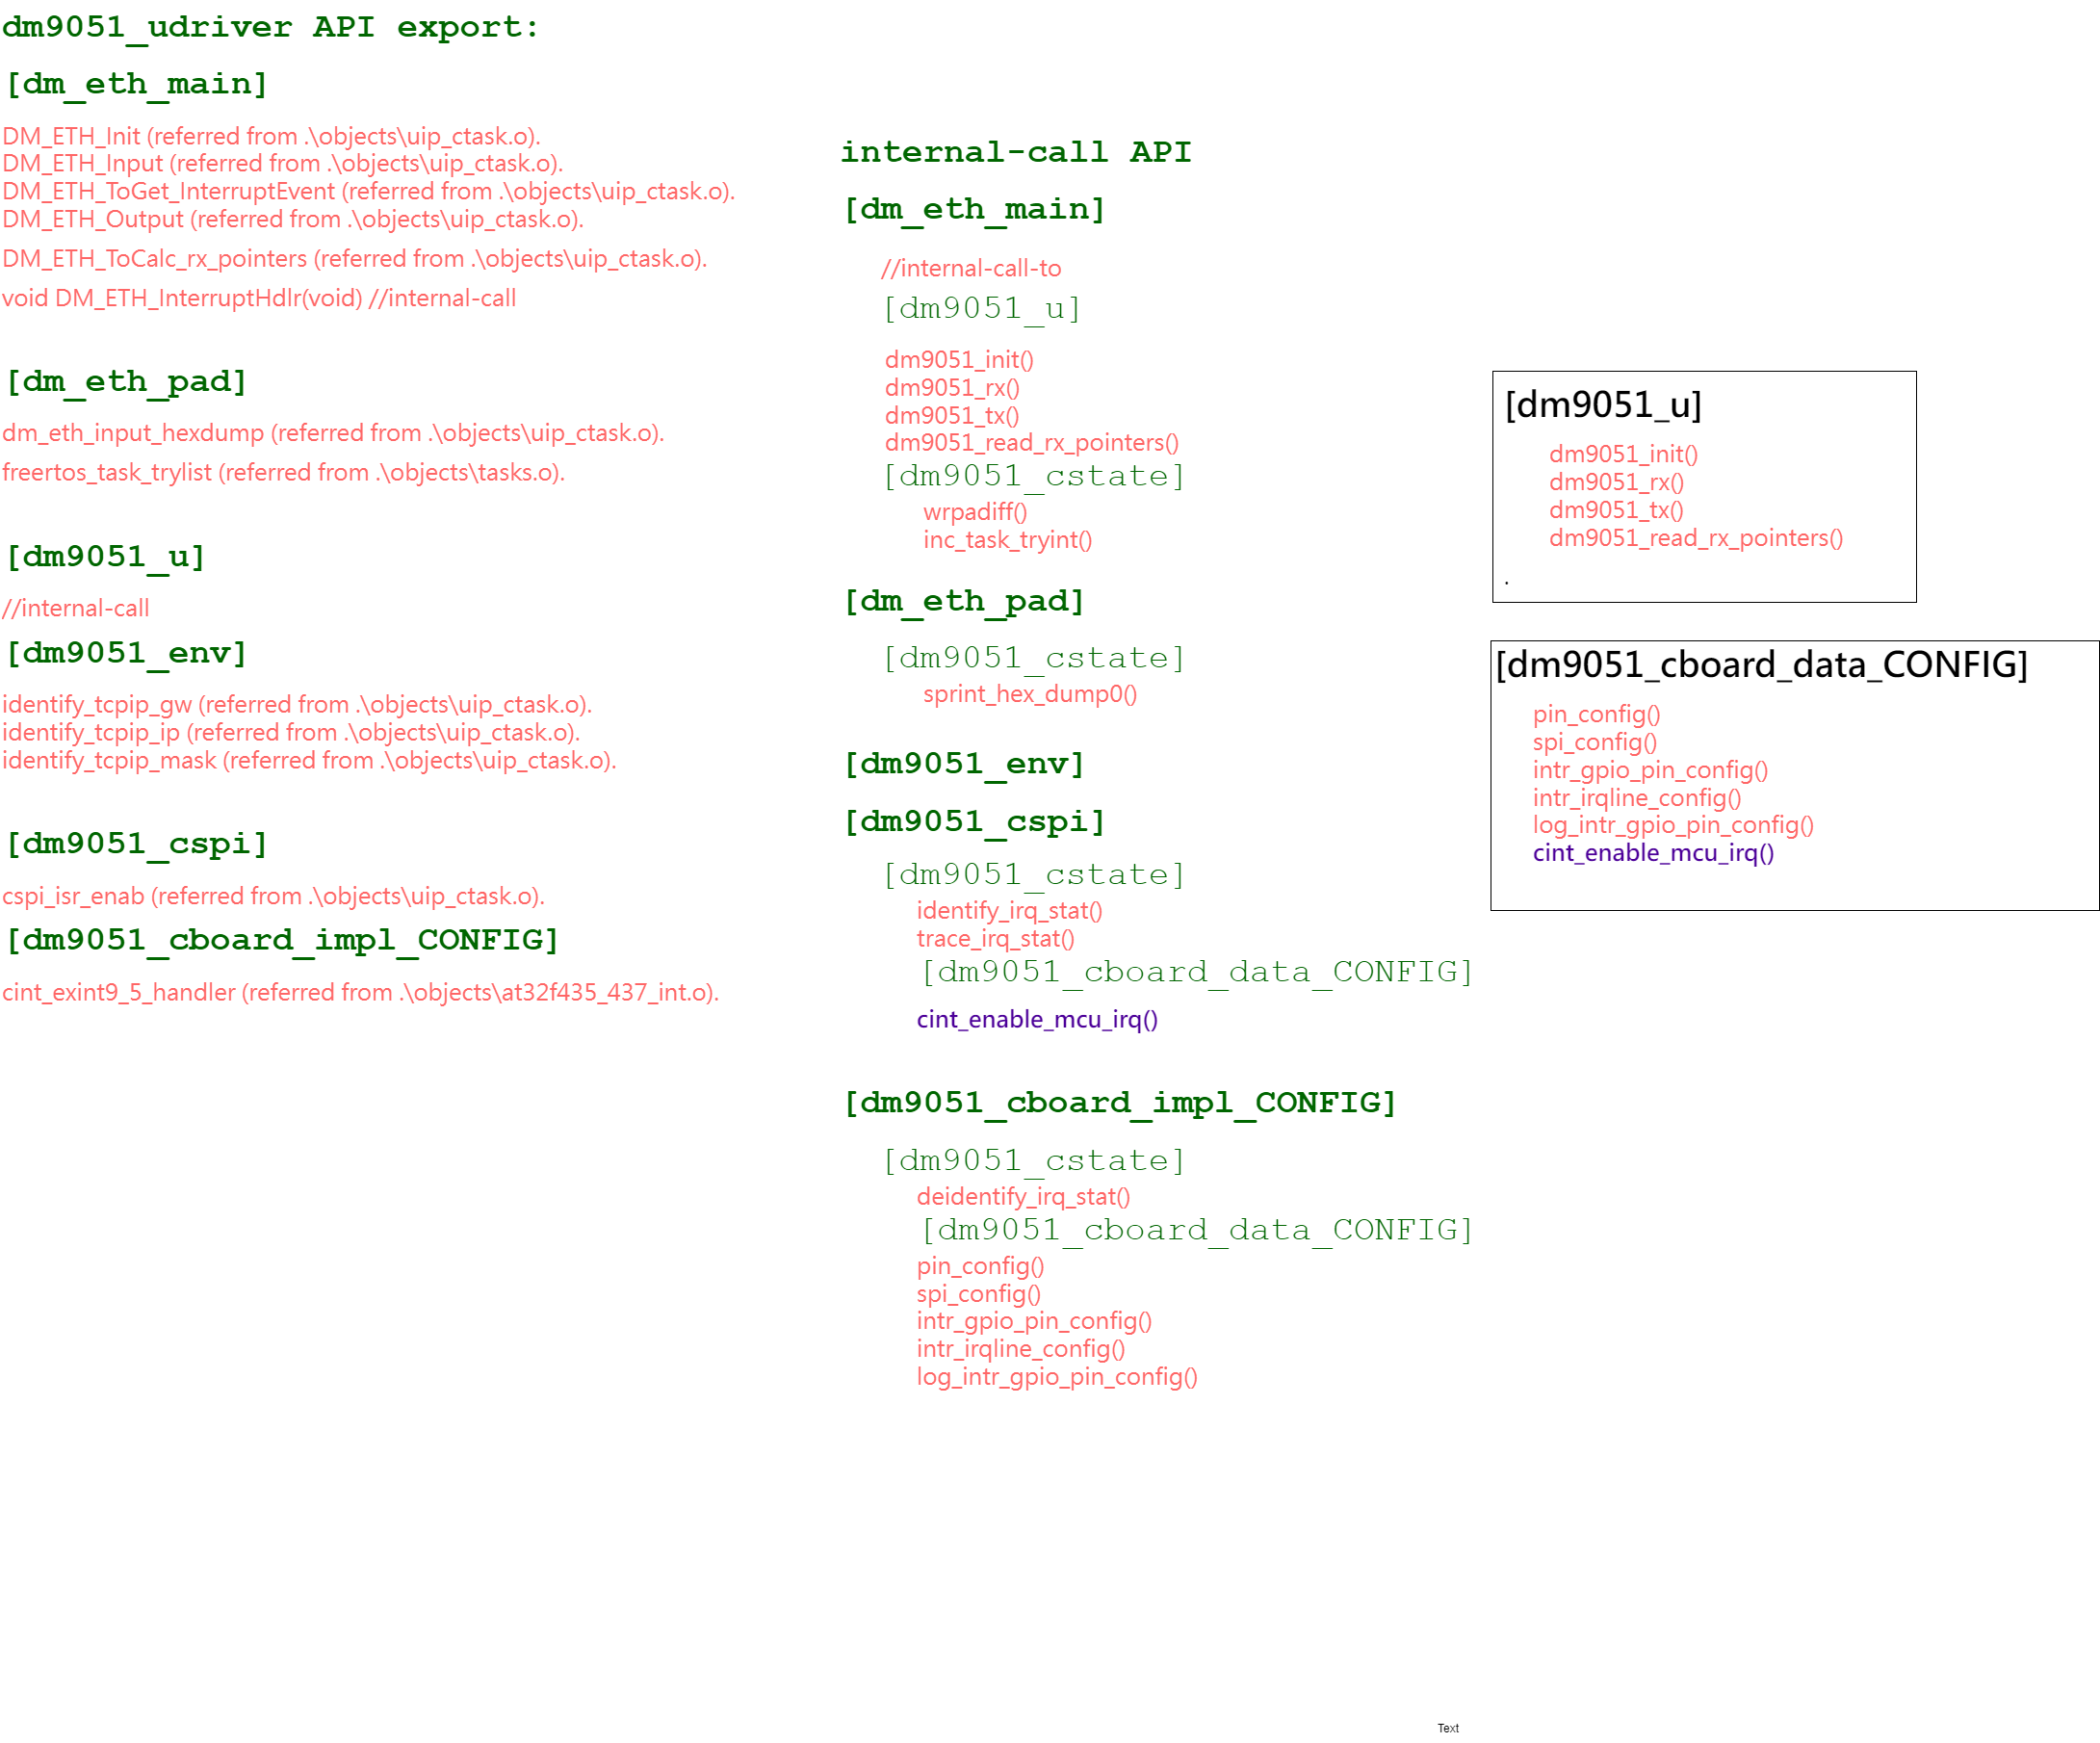 dm9051_udriver API export:
[dm_eth_main]
DM_ETH_Init (referred from .\objects\uip_ctask.o).
DM_ETH_Input (referred from .\objects\uip_ctask.o).
DM_ETH_ToGet_InterruptEvent (referred from .\objects\uip_ctask.o).
DM_ETH_Output (referred from .\objects\uip_ctask.o).
DM_ETH_ToCalc_rx_pointers (referred from .\objects\uip_ctask.o).
void DM_ETH_InterruptHdlr(void) //internal-call
[dm_eth_pad]
dm_eth_input_hexdump (referred from .\objects\uip_ctask.o).
freertos_task_trylist (referred from .\objects\tasks.o).
[dm9051_u]
//internal-call
[dm9051_env]
identify_tcpip_gw (referred from .\objects\uip_ctask.o).
identify_tcpip_ip (referred from .\objects\uip_ctask.o).
identify_tcpip_mask (referred from .\objects\uip_ctask.o).
[dm9051_cspi]
cspi_isr_enab (referred from .\objects\uip_ctask.o).
[dm9051_cboard_impl_CONFIG]
cint_exint9_5_handler (referred from .\objects\at32f435_437_int.o).
internal-call API
[dm_eth_main]
//internal-call-to
[dm9051_u]
dm9051_init()
dm9051_rx()
dm9051_tx()
dm9051_read_rx_pointers()
[dm9051_cstate]
wrpadiff()
inc_task_tryint()
[dm_eth_pad]
[dm9051_cstate]
sprint_hex_dump0()
[dm9051_env]
[dm9051_cspi]
[dm9051_cstate]
identify_irq_stat()
trace_irq_stat()
[dm9051_cboard_data_CONFIG]
cint_enable_mcu_irq()
[dm9051_cboard_impl_CONFIG]
[dm9051_cstate]
deidentify_irq_stat()
[dm9051_cboard_data_CONFIG]
pin_config()
spi_config()
intr_gpio_pin_config()
intr_irqline_config()
log_intr_gpio_pin_config()
[dm9051_u]
dm9051_init()
dm9051_rx()
dm9051_tx()
dm9051_read_rx_pointers()
.
[dm9051_cboard_data_CONFIG]
pin_config()
spi_config()
intr_gpio_pin_config()
intr_irqline_config()
log_intr_gpio_pin_config()
cint_enable_mcu_irq()
Text